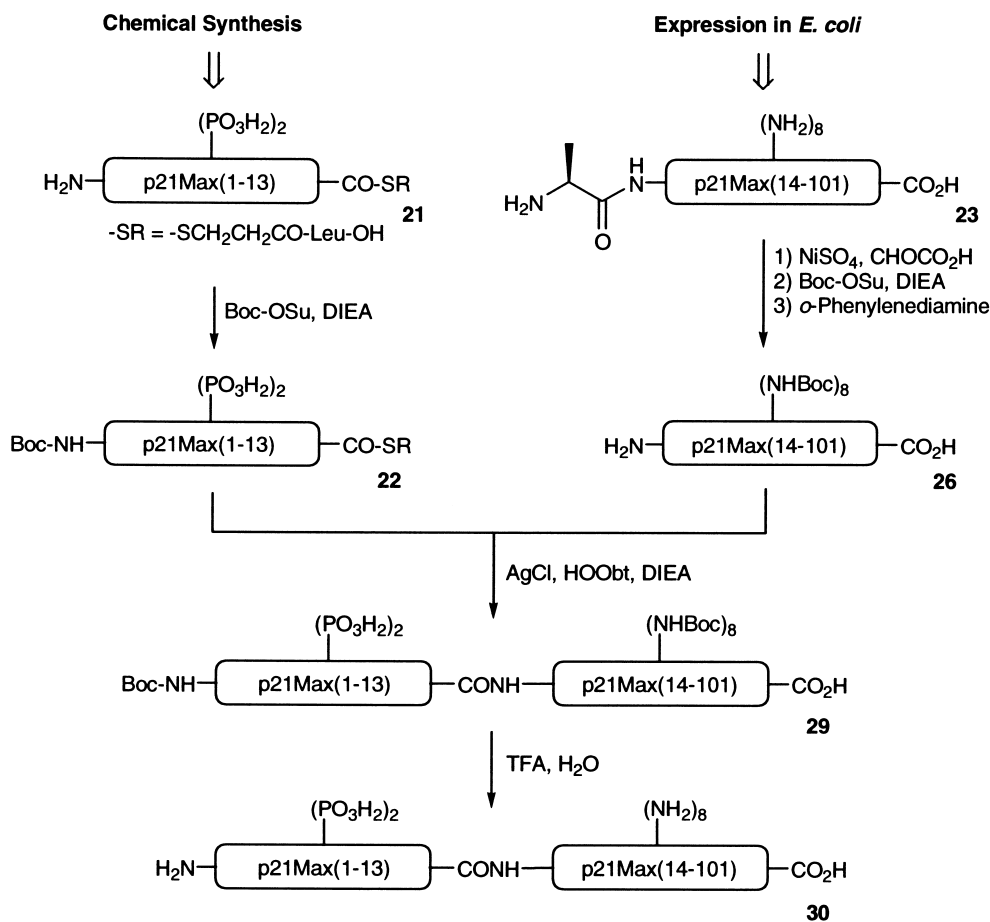 Chemical Synthesis
Expression in E. coli
(PO3H2)2
H2N
p21Max(1-13)
CO-SR
21
-SR = -SCH2CH2CO-Leu-OH
(NH2)8
H
N
H2N
O
p21Max(14-101)
CO2H
23
Boc-OSu, DIEA
1) NiSO4, CHOCO2H
2) Boc-OSu, DIEA
3) o-Phenylenediamine
(PO3H2)2
Boc-NH
p21Max(1-13)
CO-SR
22
(NHBoc)8
H2N
p21Max(14-101)
CO2H
26
AgCl, HOObt, DIEA
(PO3H2)2
(NHBoc)8
Boc-NH
p21Max(1-13)
CONH
p21Max(14-101)
CO2H
29
TFA, H2O
(PO3H2)2
(NH2)8
H2N
p21Max(1-13)
CONH
p21Max(14-101)
CO2H
30